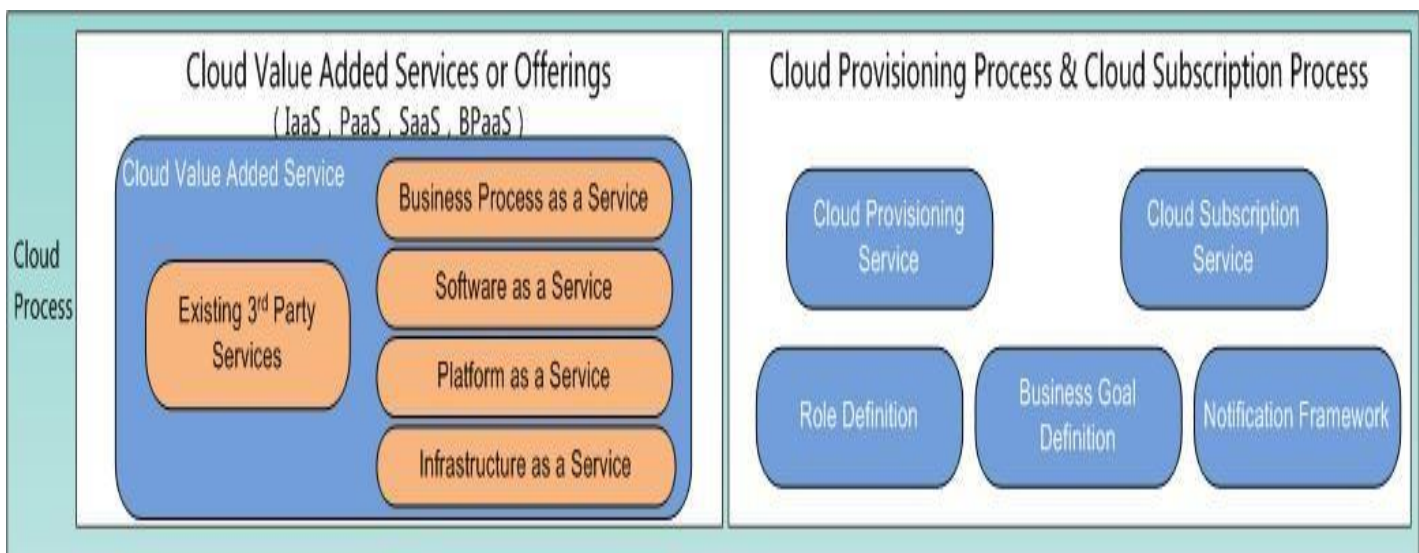 Cloud
Process
Cloud Value Added Services or Offerings
( IaaS , PaaS , SaaS , BPaaS )
Cloud Value Added Service
Existing 3rd Party
Services
Business Process as a Service
Software as a Service
Platform as a Service
Infrastructure as a Service
Cloud Provisioning Process & Cloud Subscription Process
Cloud Provisioning
Service
Cloud Subscription
Service
Role Definition
Business Goal
Definition
Notification Framework